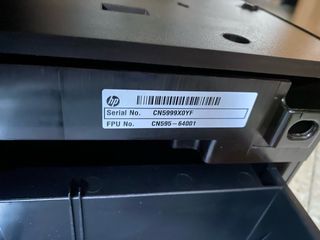 hp
Serial No. CN5999X0YF
FPU No. CN595-64001